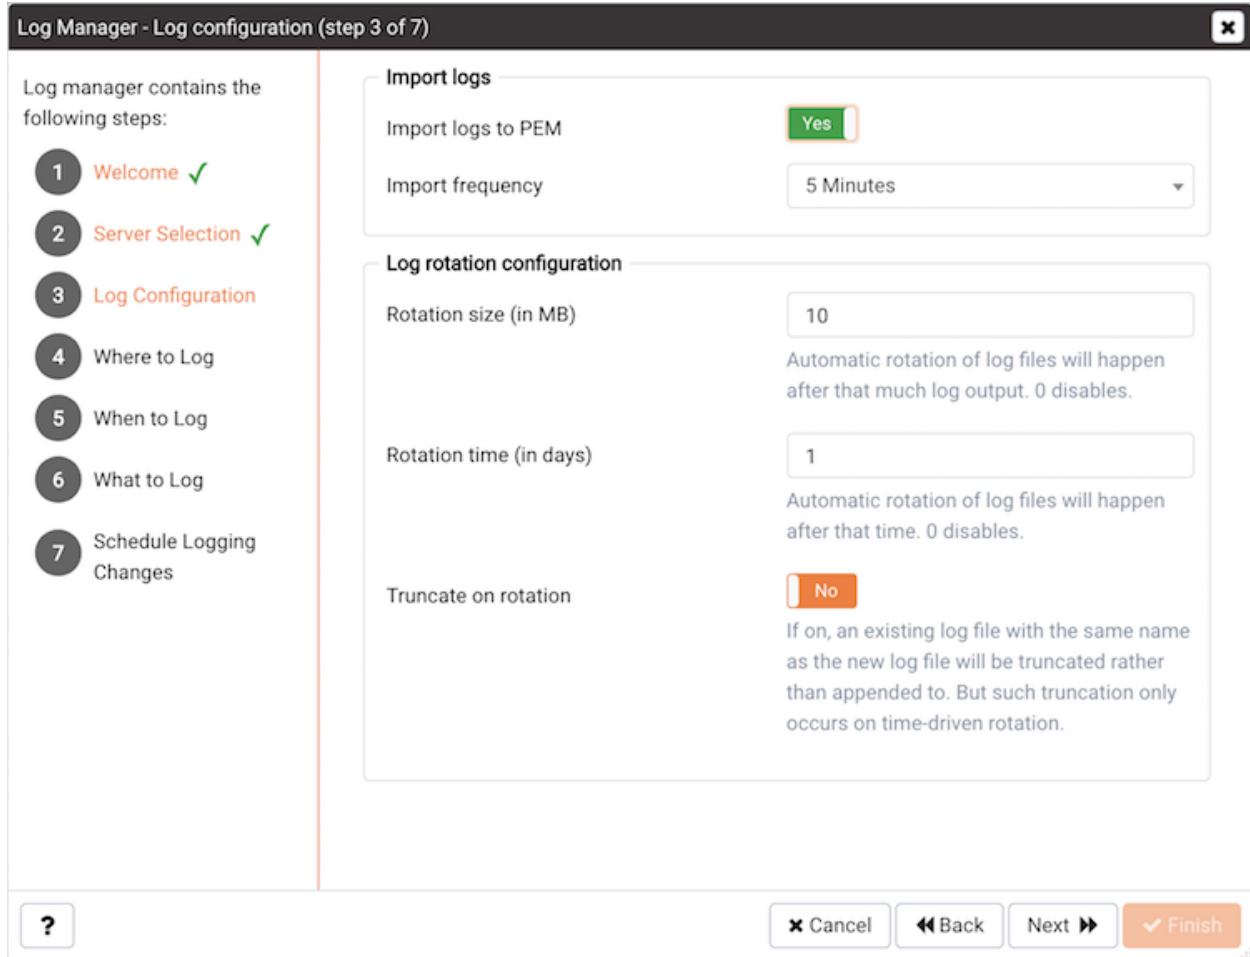 Log Manager - Log configuration (step 3 of 7)
Log manager contains the
following steps:
1 Welcome
2 Server Selection
3 Log Configuration
4 Where to Log
5 When to Log
6 What to Log
7 Schedule Logging
Changes
Import logs
Import logs to PEM Yes
Import frequency 5 Minutes
Log rotation configuration
Rotation size (in MB) 10
Automatic rotation of log files will happen
after that much log output. 0 disables.
Rotation time (in days) 1
Automatic rotation of log files will happen
after that time. 0 disables.
Truncate on rotation No
If on, an existing log file with the same name
as the new log file will be truncated rather
than appended to. But such truncation only
occurs on time-driven rotation.
? Cancel Back Next Finish